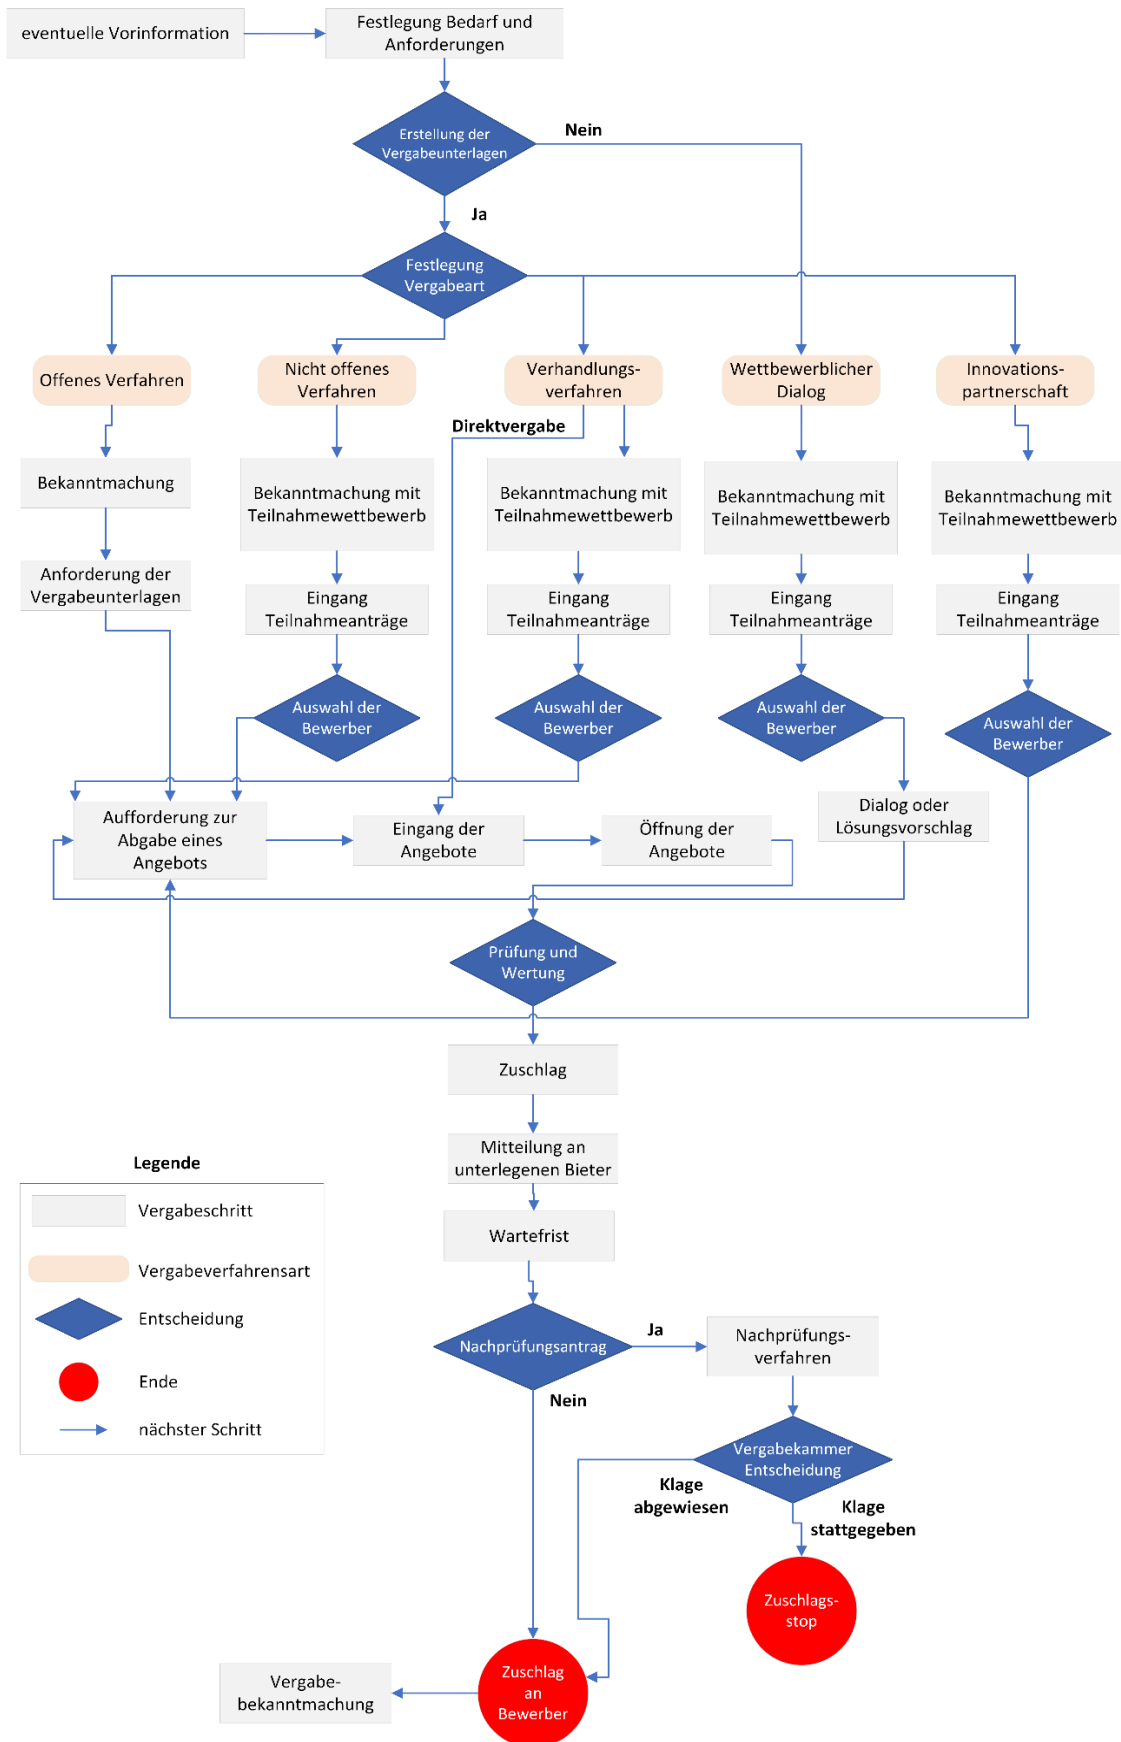 eventuelle Vorinformation
Festlegung Bedarf und
Anforderungen
Erstellung der
Vergabeunterlagen
Nein
Ja
Festlegung
Vergabeart
Offenes Verfahren
Nicht offenes
Verfahren
Verhandlungs-
verfahren
Wettbewerblicher
Dialog
Innovations-
partnerschaft
Direktvergabe
Bekanntmachung
Bekanntmachung mit
Teilnahmewettbewerb
Bekanntmachung mit
Teilnahmewettbewerb
Bekanntmachung mit
Teilnahmewettbewerb
Bekanntmachung mit
Teilnahmewettbewerb
Anforderung der
Vergabeunterlagen
Eingang
Teilnahmeanträge
Eingang
Teilnahmeanträge
Eingang
Teilnahmeanträge
Eingang
Teilnahmeanträge
Auswahl der
Bewerber
Auswahl der
Bewerber
Auswahl der
Bewerber
Auswahl der
Bewerber
Aufforderung zur
Abgabe eines
Angebots
Eingang der
Angebote
Öffnung der
Angebote
Dialog oder
Lösungsvorschlag
Prüfung und
Wertung
Zuschlag
Mitteilung an
unterlegenen Bieter
Wartefrist
Legende
Vergabeschritt
Vergabeverfahrensart
Entscheidung
Ende
nächster Schritt
Nachprüfungsantrag
Ja
Nachprüfungs-
verfahren
Nein
Vergabekammer
Entscheidung
Klage
abgewiesen
Klage
stattgegeben
Zuschlags-
stop
Zuschlag
an
Bewerber
Vergabe-
bekanntmachung